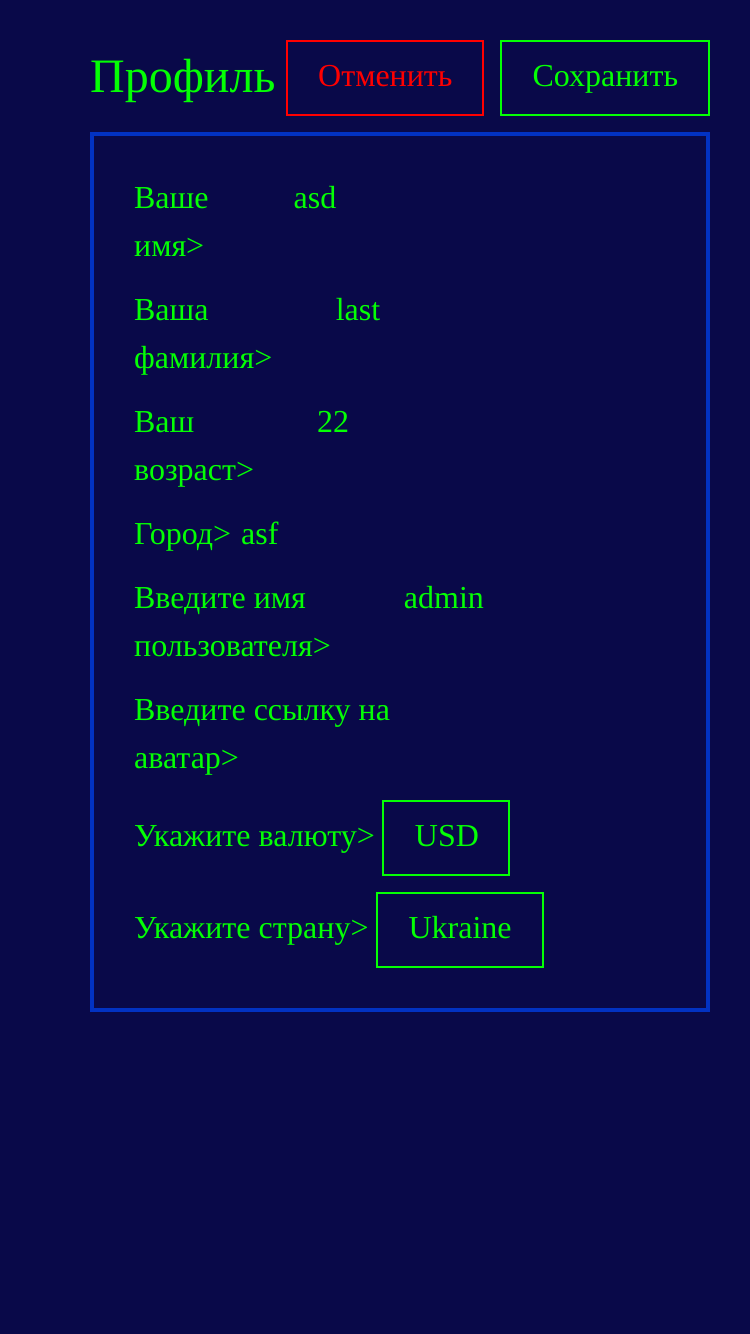 Профиль Отменить Сохранить
Ваше asd
имя>
Ваша last
фамилия>
Ваш 22
возраст>
Город> asf
Введите имя admin
пользователя>
Введите ссылку на
аватар>
Укажите валюту> USD
Укажите страну> Ukraine